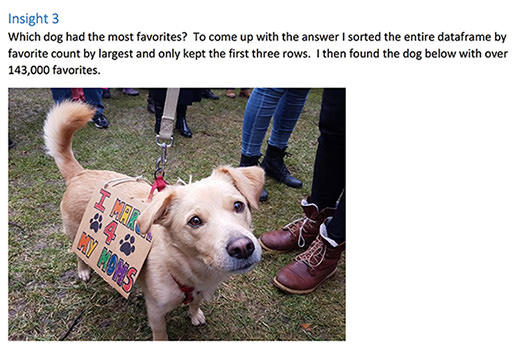 Insight 3
Which dog had the most favorites?  To come up with the answer I sorted the entire dataframe by
favorite count by largest and only kept the first three rows.  I then found the dog below with over
143,000 favorites.
I MARCH
4
MY MOMS